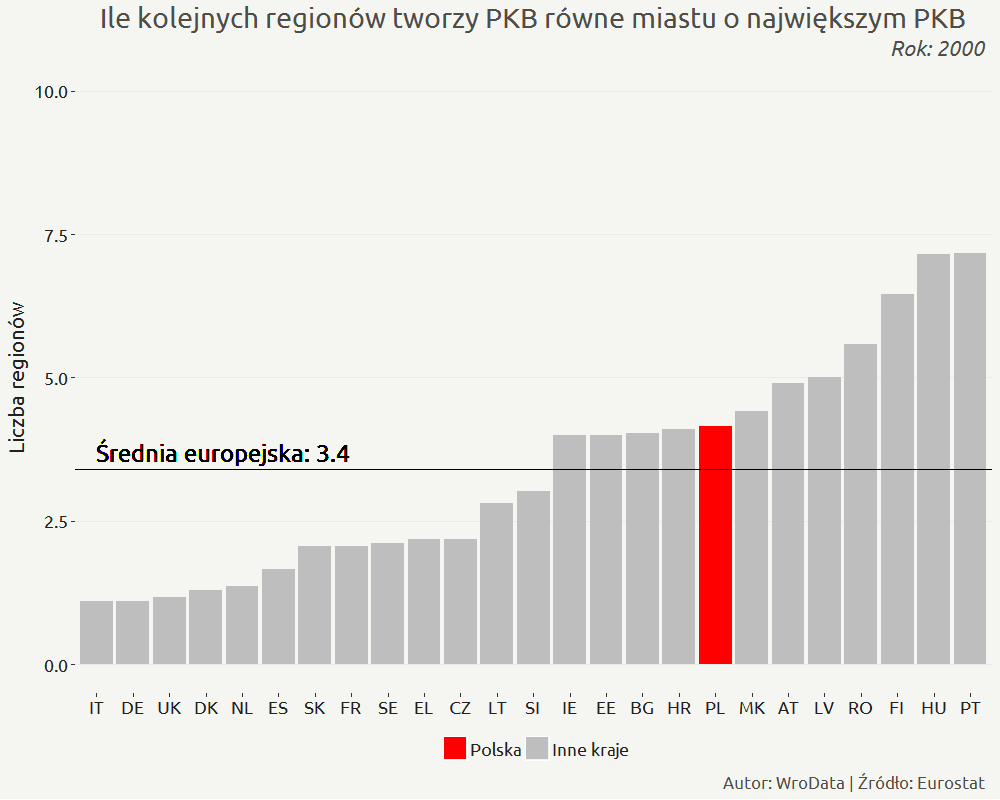 Ile kolejnych regionów tworzy PKB równe miastu o największym PKB
Rok: 2000
Liczba regionów
10.0
7.5
5.0
2.5
0.0
Średnia europejska: 3.4
IT DE UK DK NL ES SK FR SE EL CZ LT SI IE EE BG HR PL MK AT LV RO FI HU PT
Polska Inne kraje
Autor: WroData | Źródło: Eurostat